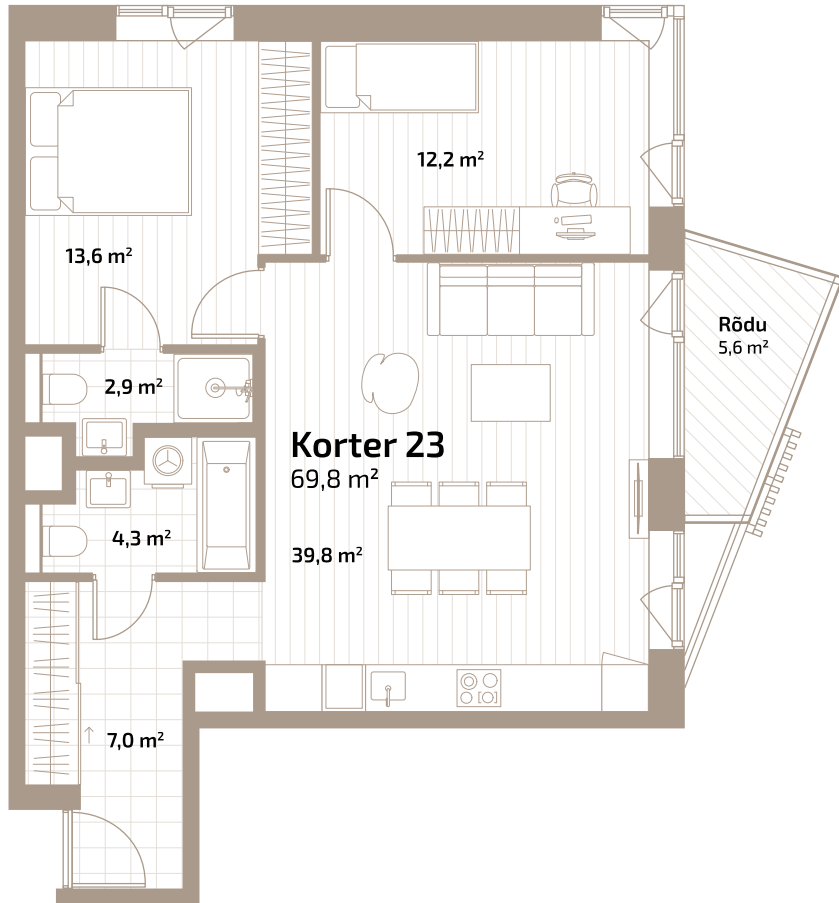 12,2 m²
13,6 m²
Rõdu
5,6 m²
2,9 m²
Korter 23
69,8 m²
4,3 m²
39,8 m²
7,0 m²